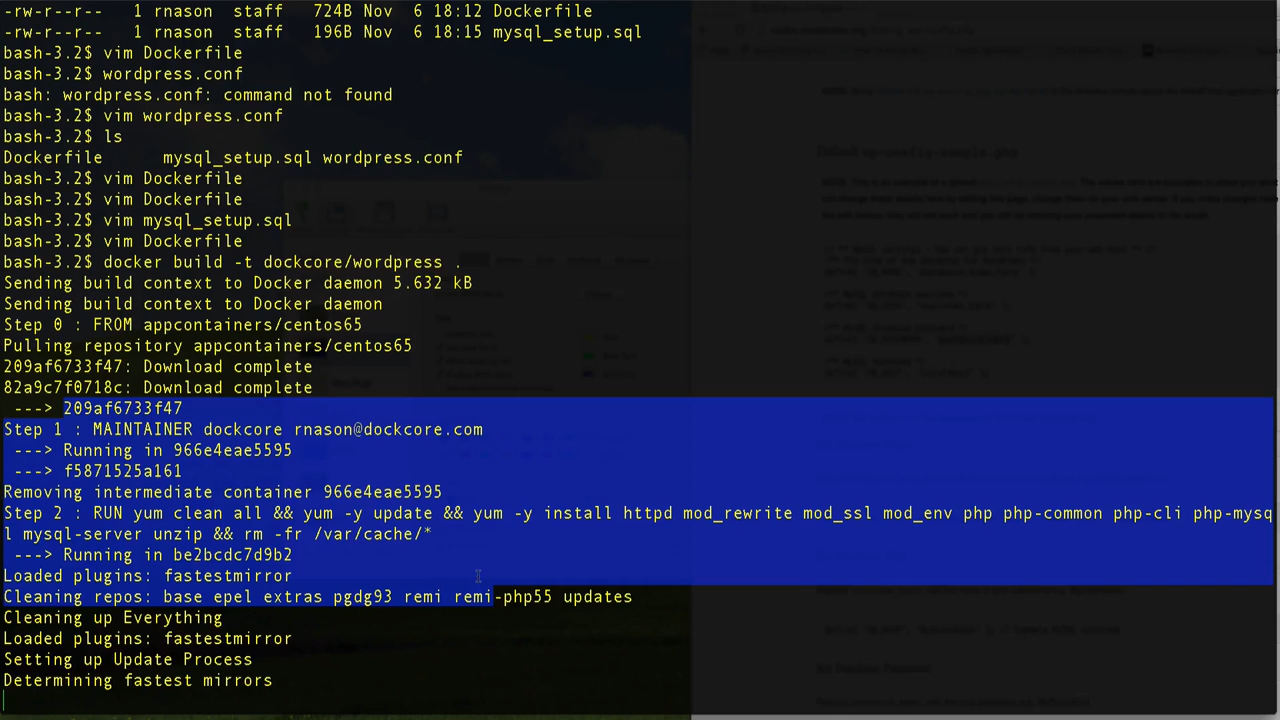 -rw-r--r--   1 rnason  staff   724B Nov  6 18:12 Dockerfile
-rw-r--r--   1 rnason  staff   196B Nov  6 18:15 mysql_setup.sql
bash-3.2$ vim Dockerfile
bash-3.2$ wordpress.conf
bash: wordpress.conf: command not found
bash-3.2$ vim wordpress.conf
bash-3.2$ ls
Dockerfile      mysql_setup.sql wordpress.conf
bash-3.2$ vim Dockerfile
bash-3.2$ vim Dockerfile
bash-3.2$ vim mysql_setup.sql
bash-3.2$ vim Dockerfile
bash-3.2$ docker build -t dockcore/wordpress .
Sending build context to Docker daemon 5.632 kB
Sending build context to Docker daemon
Step 0 : FROM appcontainers/centos65
Pulling repository appcontainers/centos65
209af6733f47: Download complete
82a9c7f0718c: Download complete
 ---> 209af6733f47
Step 1 : MAINTAINER dockcore rnason@dockcore.com
 ---> Running in 966e4eae5595
 ---> f5871525a161
Removing intermediate container 966e4eae5595
Step 2 : RUN yum clean all && yum -y update && yum -y install httpd mod_rewrite mod_ssl mod_env php php-common php-cli php-mysq
l mysql-server unzip && rm -fr /var/cache/*
 ---> Running in be2bcdc7d9b2
Loaded plugins: fastestmirror
Cleaning repos: base epel extras pgdg93 remi remi-php55 updates
Cleaning up Everything
Loaded plugins: fastestmirror
Setting up Update Process
Determining fastest mirrors